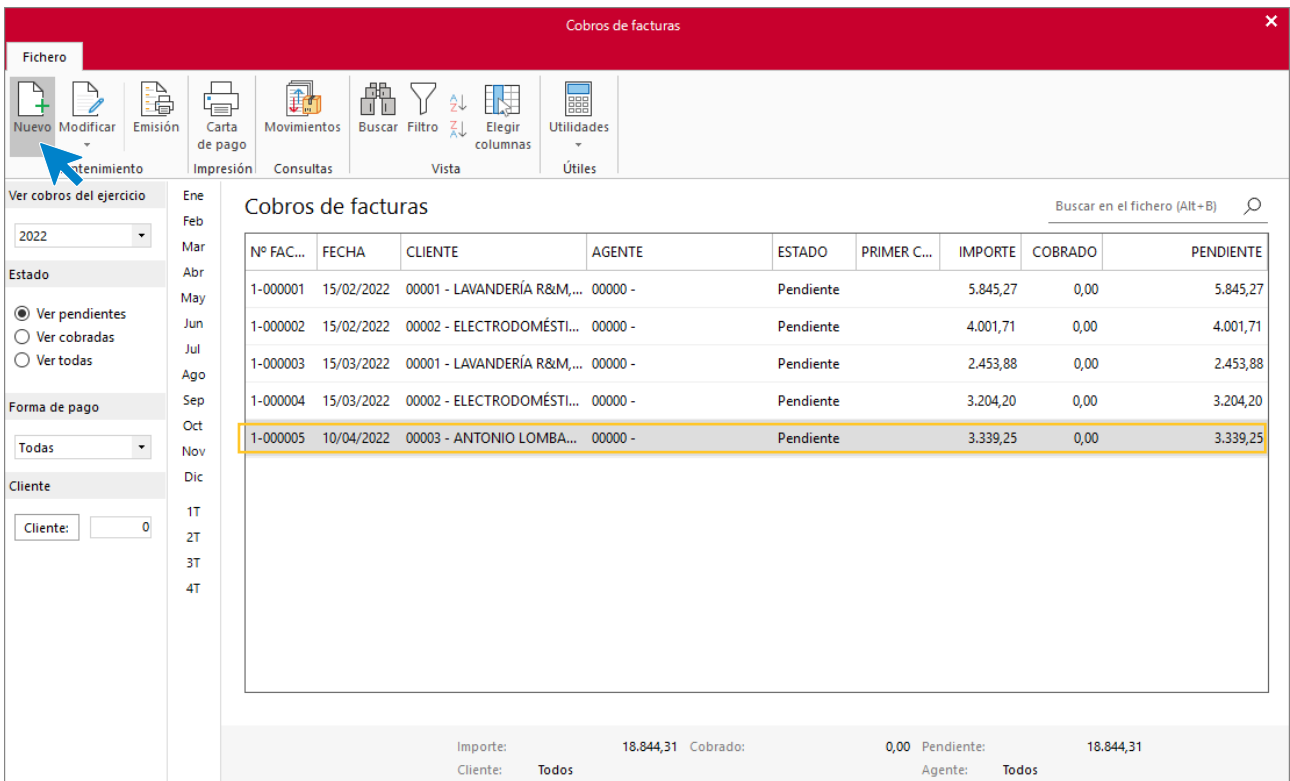 Cobros de facturas
Fichero
Nuevo Modificar Emisión Carta de pago Movimientos Buscar Filtro Elegir columnas Utilidades
Impresión Consultas Vista Útiles
Ver cobros del ejercicio
2022
Estado
Ver pendientes
Ver cobradas
Ver todas
Forma de pago
Todas
Cliente
Cliente: 0
Ene
Feb
Mar
Abr
May
Jun
Jul
Ago
Sep
Oct
Nov
Dic
1T
2T
3T
4T
Cobros de facturas
Buscar en el fichero (Alt+B)
Nº FAC... FECHA CLIENTE AGENTE ESTADO PRIMER C... IMPORTE COBRADO PENDIENTE
1-000001 15/02/2022 00001 - LAVANDERÍA R&M,... 00000 - Pendiente 5.845,27 0,00 5.845,27
1-000002 15/02/2022 00002 - ELECTRODOMÉSTI... 00000 - Pendiente 4.001,71 0,00 4.001,71
1-000003 15/03/2022 00001 - LAVANDERÍA R&M,... 00000 - Pendiente 2.453,88 0,00 2.453,88
1-000004 15/03/2022 00002 - ELECTRODOMÉSTI... 00000 - Pendiente 3.204,20 0,00 3.204,20
1-000005 10/04/2022 00003 - ANTONIO LOMBA... 00000 - Pendiente 3.339,25 0,00 3.339,25
Importe: 18.844,31 Cobrado: 0,00 Pendiente: 18.844,31
Cliente: Todos Agente: Todos